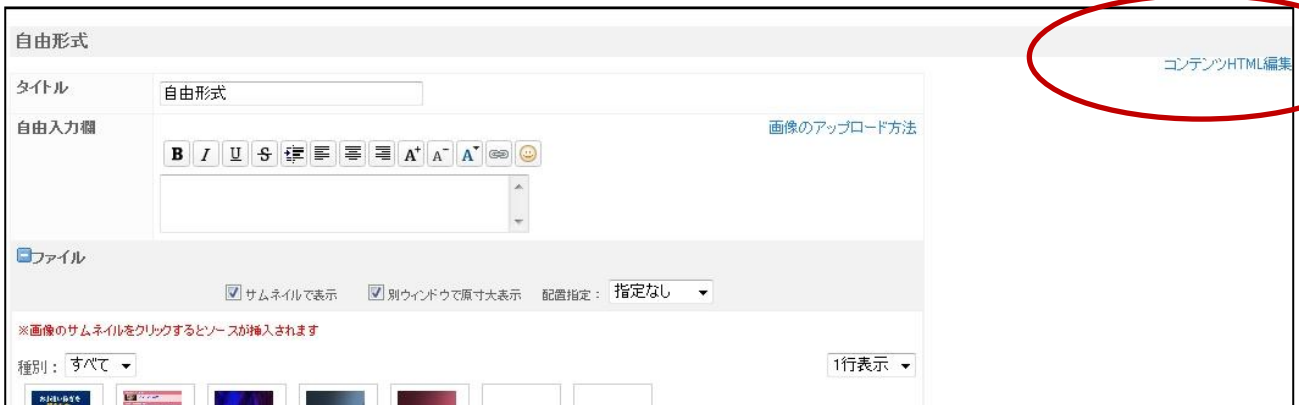 自由形式
コンテンツHTML編集
タイトル
自由形式
自由入力欄
画像のアップロード方法
B I U S A+ A- A
ファイル
サムネイルで表示 別ウィンドウで原寸大表示 配置指定： 指定なし
※画像のサムネイルをクリックするとソースが挿入されます
種別： すべて 1行表示